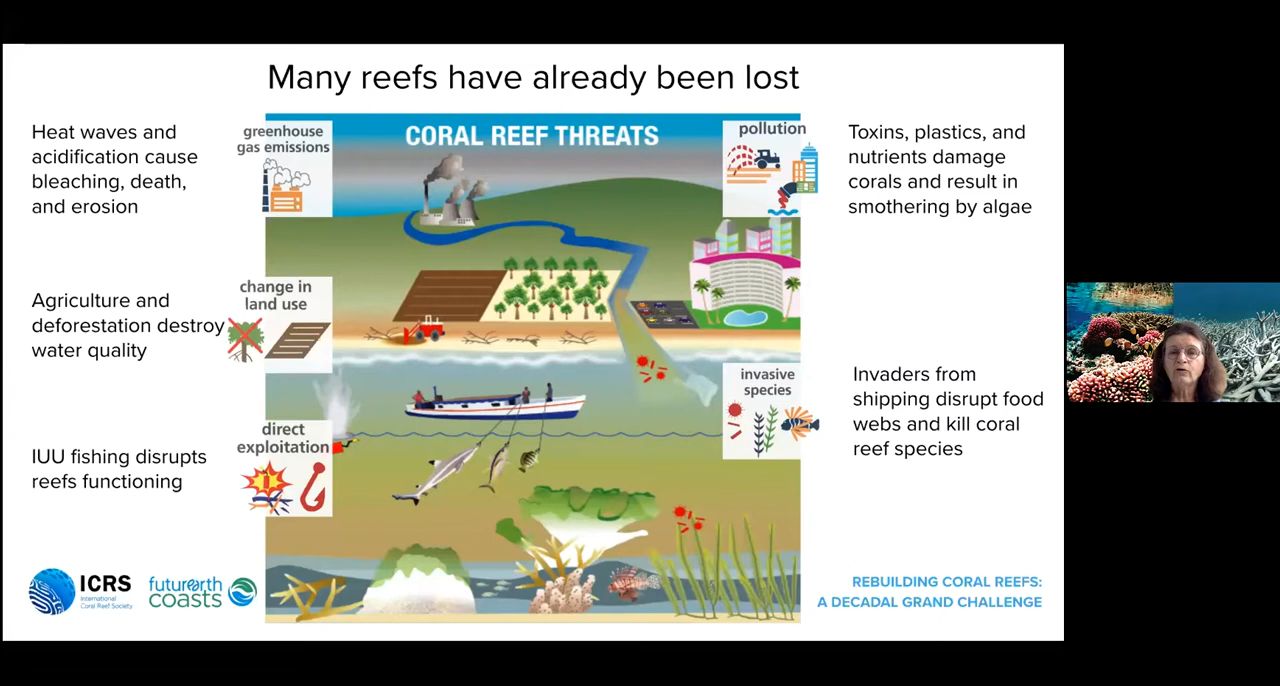 Many reefs have already been lost
Heat waves and
acidification cause
bleaching, death,
and erosion
Agriculture and
deforestation destroy
water quality
IUU fishing disrupts
reefs functioning
greenhouse
gas emissions
change in
land use
direct
exploitation
CORAL REEF THREATS
pollution
invasive
species
Toxins, plastics, and
nutrients damage
corals and result in
smothering by algae
Invaders from
shipping disrupt food
webs and kill coral
reef species
ICRS
International
Coral Reef Society
futurearth
coasts
REBUILDING CORAL REEFS:
A DECADAL GRAND CHALLENGE